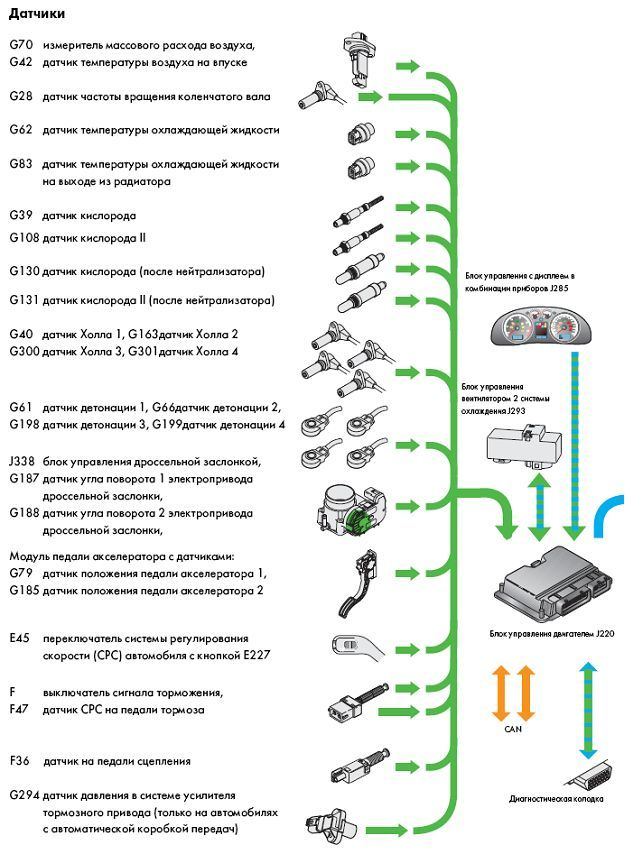 Датчики
G70 измеритель массового расхода воздуха,
G42 датчик температуры воздуха на впуске
G28 датчик частоты вращения коленчатого вала
G62 датчик температуры охлаждающей жидкости
G83 датчик температуры охлаждающей жидкости
на выходе из радиатора
G39 датчик кислорода
G108 датчик кислорода II
G130 датчик кислорода (после нейтрализатора)
G131 датчик кислорода II (после нейтрализатора)
G40 датчик Холла 1, G163датчик Холла 2
G300 датчик Холла 3, G301датчик Холла 4
G61 датчик детонации 1, G66датчик детонации 2,
G198 датчик детонации 3, G199датчик детонации 4
J338 блок управления дроссельной заслонкой,
G187 датчик угла поворота 1 электропривода
дроссельной заслонки,
G188 датчик угла поворота 2 электропривода
дроссельной заслонки,
Модуль педали акселератора с датчиками:
G79 датчик положения педали акселератора 1,
G185 датчик положения педали акселератора 2
E45 переключатель системы регулирования
скорости (СРС) автомобиля с кнопкой E227
F выключатель сигнала торможения,
F47 датчик СРС на педали тормоза
F36 датчик на педали сцепления
G294 датчик давления в системе усилителя
тормозного привода (только на автомобилях
с автоматической коробкой передач)
Блок управления с дисплеем в
комбинации приборов J285
Блок управления
вентилятором 2 системы
охлаждения J293
Блок управления двигателем J220
CAN
Диагностическая колодка